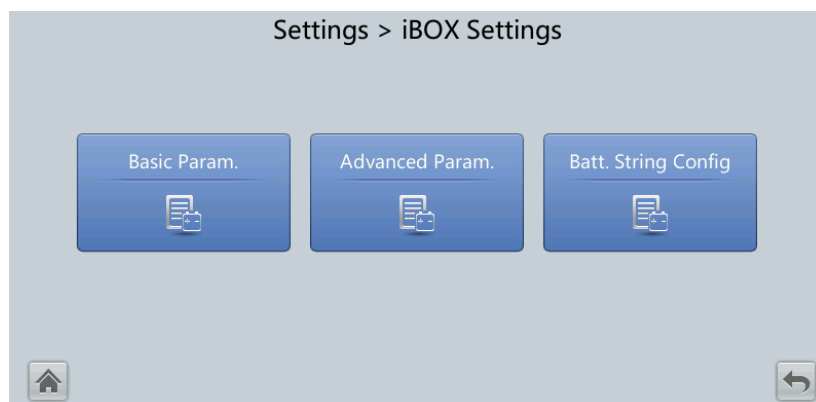 Settings > iBOX Settings
Basic Param.
Advanced Param.
Batt. String Config